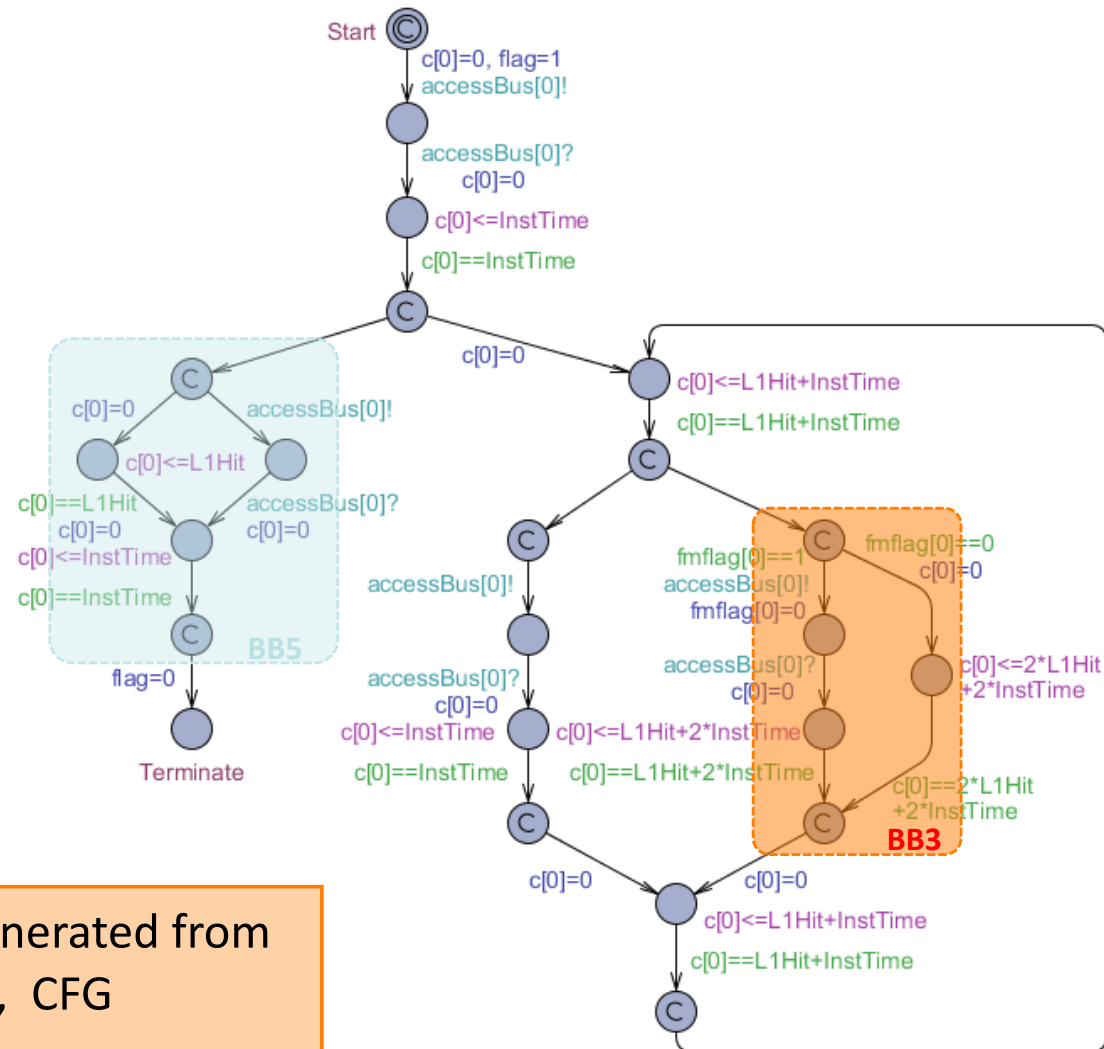 Start
C
c[0]=0, flag=1
accessBus[0]!
accessBus[0]?
c[0]=0
c[0]<=InstTime
c[0]==InstTime
C
c[0]=0
C
c[0]=0
accessBus[0]!
c[0]<=L1Hit
c[0]==L1Hit
c[0]=0
accessBus[0]?
c[0]=0
c[0]<=InstTime
c[0]==InstTime
C
BB5
flag=0
Terminate
c[0]<=L1Hit+InstTime
c[0]==L1Hit+InstTime
C
C
accessBus[0]!
accessBus[0]?
c[0]=0
c[0]<=InstTime
c[0]==InstTime
C
c[0]=0
C
fmflag[0]==1
accessBus[0]!
fmflag[0]=0
fmflag[0]==0
c[0]=0
accessBus[0]?
c[0]=0
c[0]<=L1Hit+2*InstTime
c[0]==L1Hit+2*InstTime
c[0]<=2*L1Hit
+2*InstTime
c[0]==2*L1Hit
+2*InstTime
C
BB3
c[0]=0
c[0]<=L1Hit+InstTime
c[0]==L1Hit+InstTime
C
nerated from
, CFG